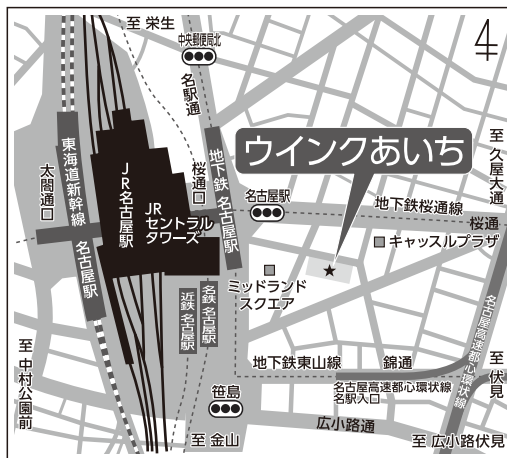 至 栄生
中央郵便局北
名駅通
4
至 久屋大通
ウインクあいち
太閤通口
東海道新幹線 名古屋駅
JR名古屋駅
JR
セントラル
タワーズ
桜通口
地下鉄 名古屋駅
名古屋駅
地下鉄桜通線
桜通
キャッスルプラザ
ミッドランド
スクエア
名古屋高速都心環状線
近鉄 名古屋駅
名鉄 名古屋駅
至 中村公園前
地下鉄東山線
錦通
至 伏見
名古屋高速都心環状線
名駅入口
笹島
広小路通
至 金山
至 広小路伏見